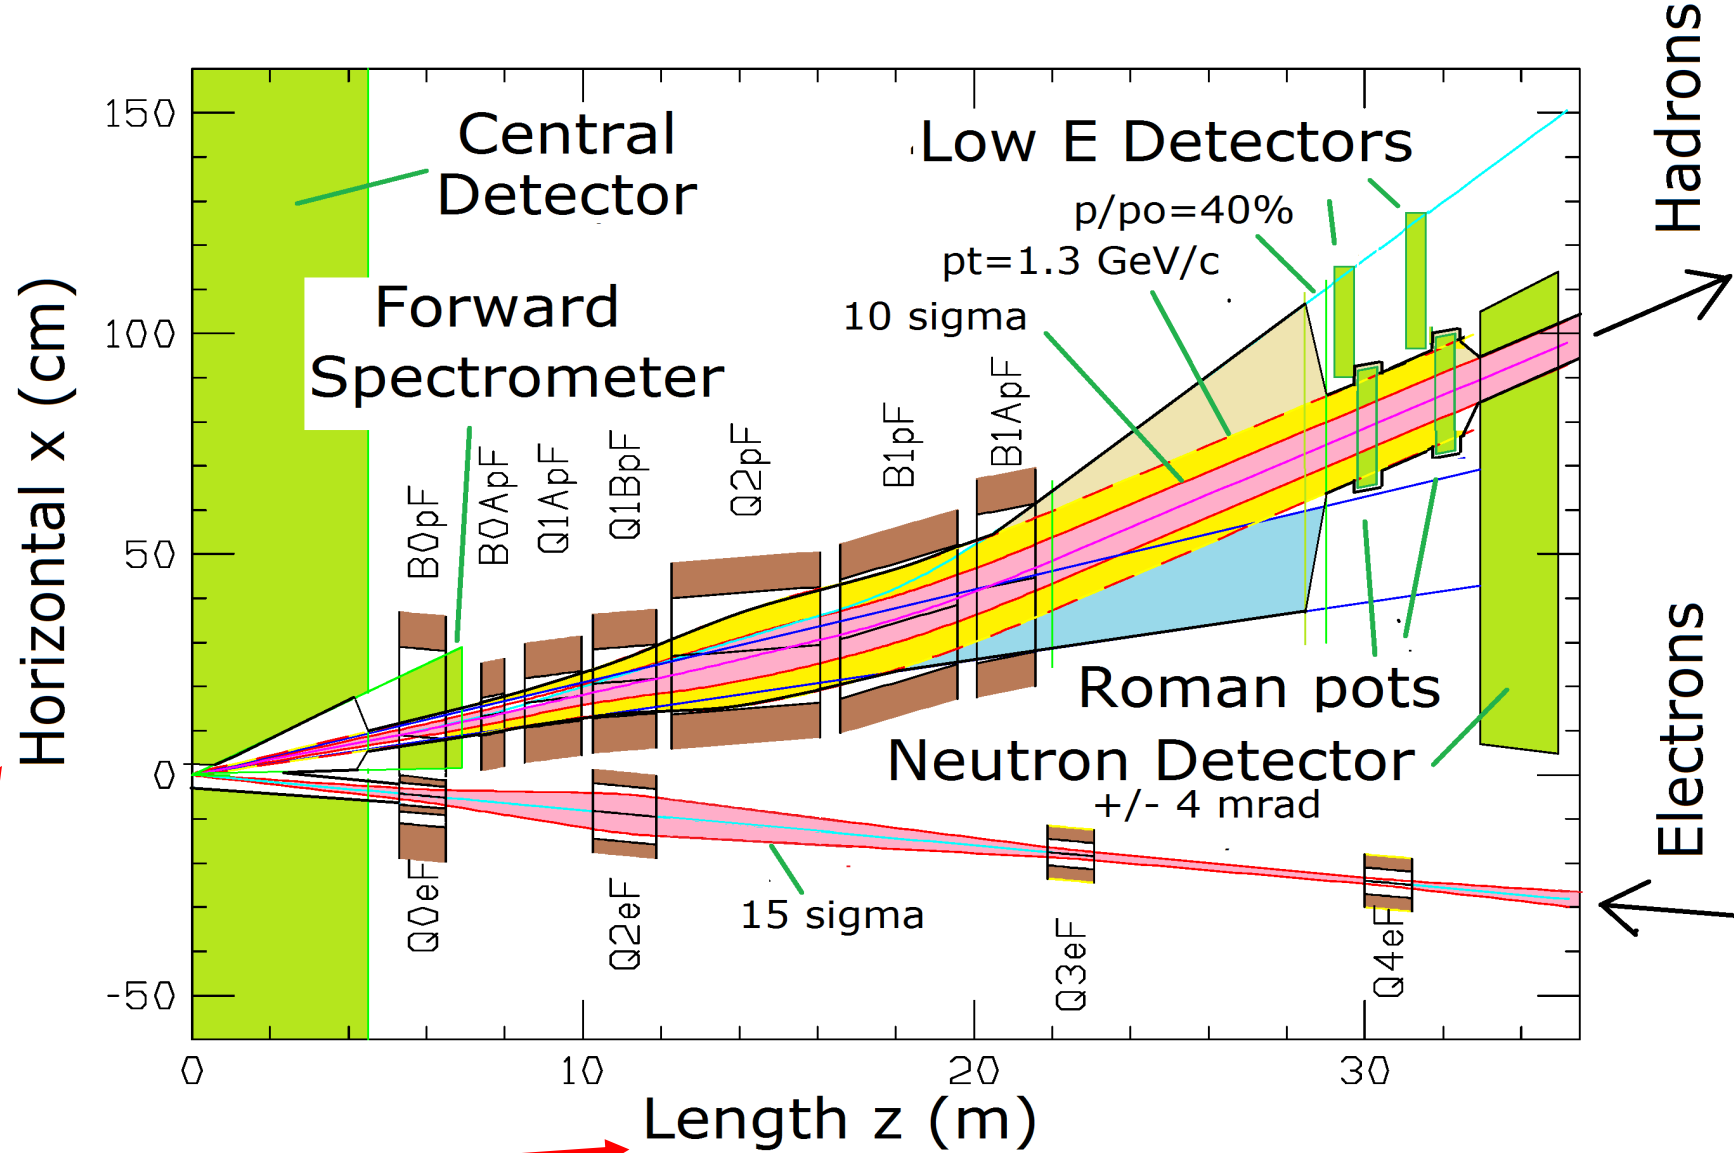 150
100
50
0
-50
Horizontal x (cm)
Central
Detector
Forward
Spectrometer
Low E Detectors
p/po=40%
pt=1.3 GeV/c
10 sigma
B0pF
B0ApF
Q1ApF
Q1BpF
Q2pF
B1pF
B1ApF
Roman pots
Neutron Detector
+/- 4 mrad
15 sigma
Q0eF
Q2eF
Q3eF
Q4eF
Hadrons
Electrons
0
10
20
30
Length z (m)